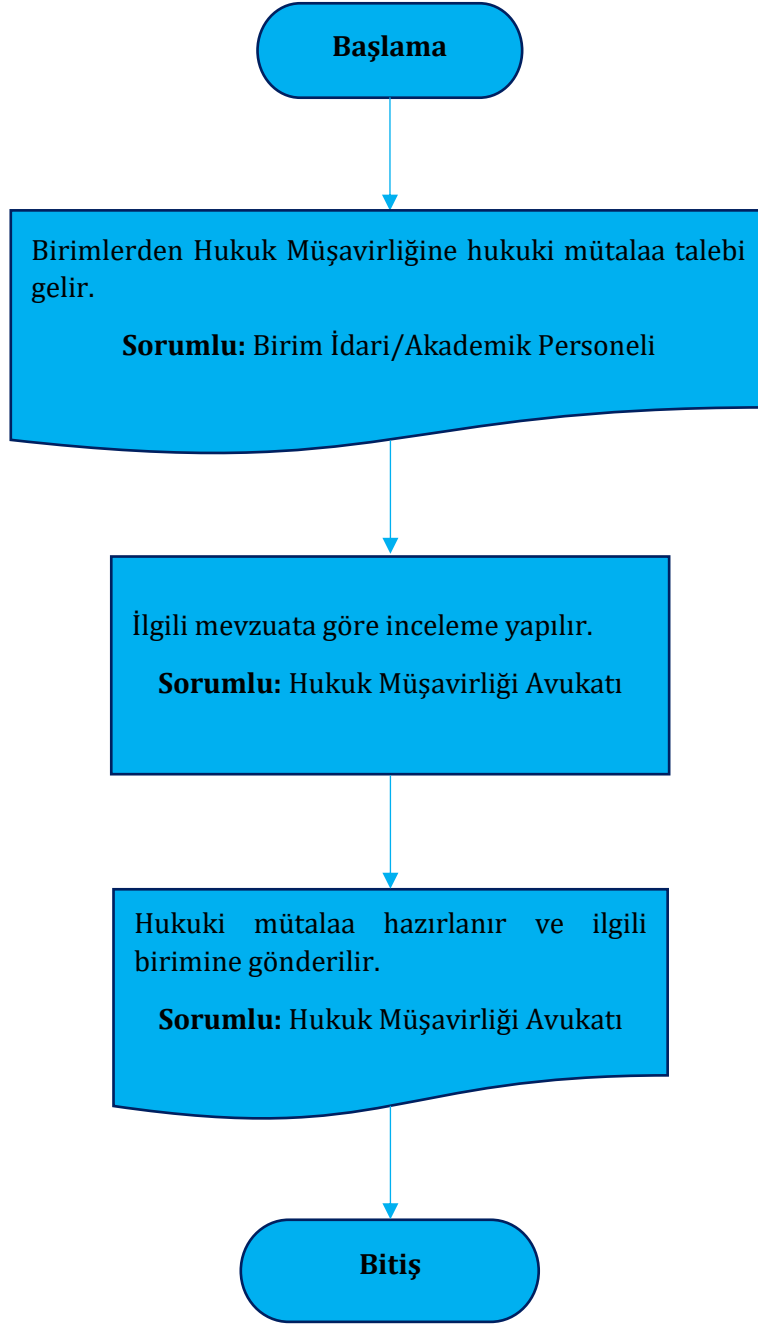 Başlama
Birimlerden Hukuk Müşavirliğine hukuki mütalaa talebi
gelir.
Sorumlu: Birim İdari/Akademik Personeli
İlgili mevzuata göre inceleme yapılır.
Sorumlu: Hukuk Müşavirliği Avukatı
Hukuki mütalaa hazırlanır ve ilgili
birimine gönderilir.
Sorumlu: Hukuk Müşavirliği Avukatı
Bitiş